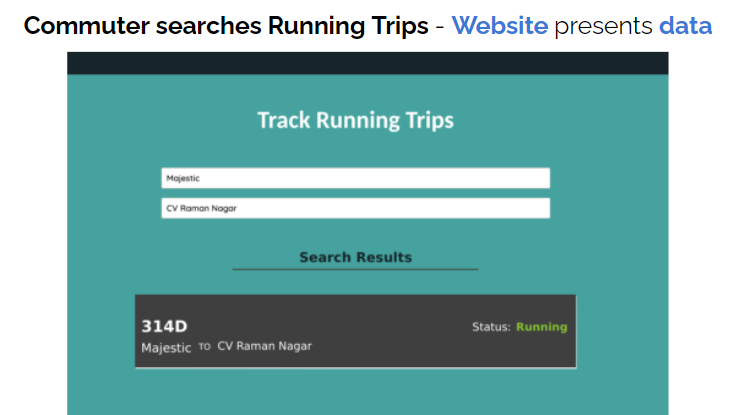 Commuter searches Running Trips - Website presents data
Track Running Trips
Majestic
CV Raman Nagar
Search Results
314D
Status: Running
Majestic TO CV Raman Nagar